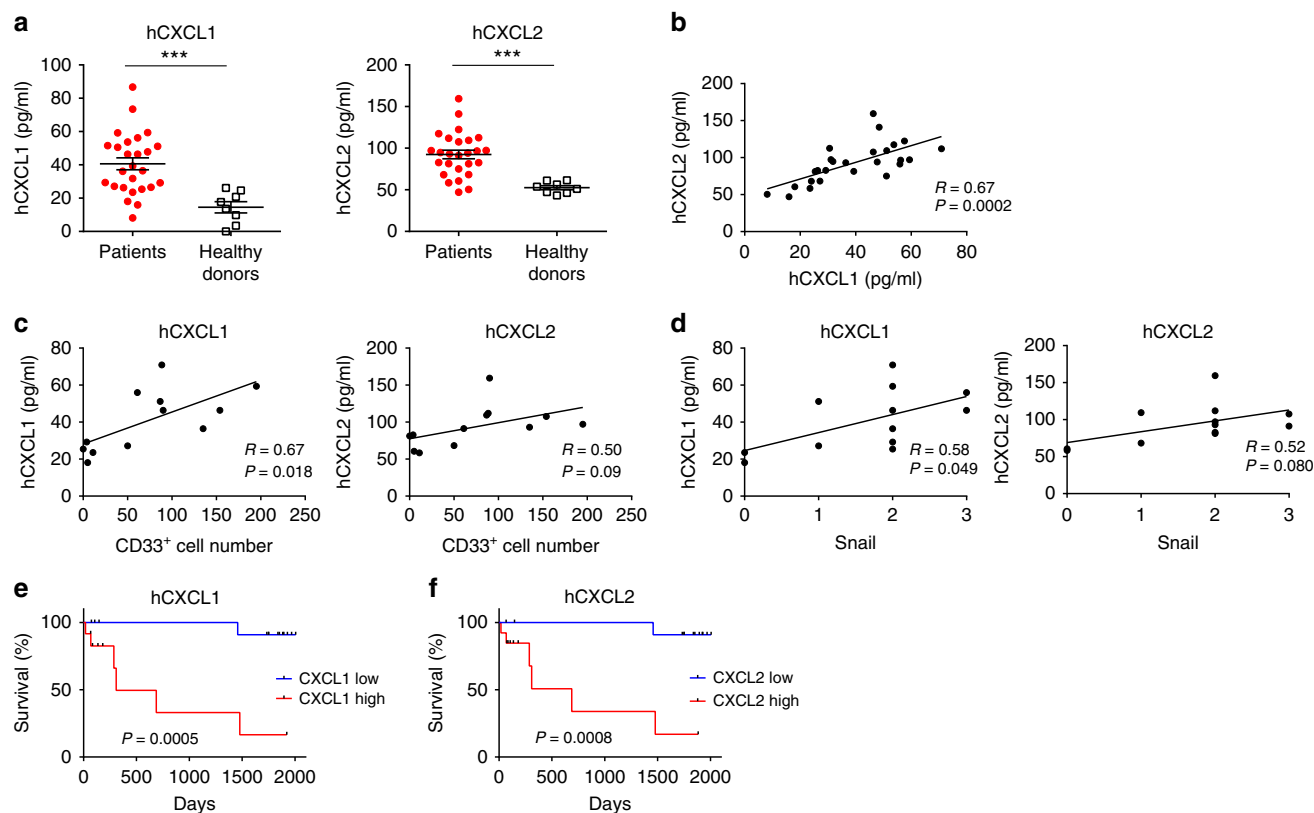 a
hCXCL1
***
hCXCL1 (pg/ml)
100
80
60
40
20
0
Patients
Healthy
donors
hCXCL2
***
hCXCL2 (pg/ml)
200
150
100
50
0
Patients
Healthy
donors
b
hCXCL2 (pg/ml)
200
150
100
50
0
R = 0.67
P = 0.0002
0 20 40 60 80
hCXCL1 (pg/ml)
c
hCXCL1
hCXCL1 (pg/ml)
80
60
40
20
0
R = 0.67
P = 0.018
0 50 100 150 200 250
CD33+ cell number
hCXCL2
hCXCL2 (pg/ml)
200
150
100
50
0
R = 0.50
P = 0.09
0 50 100 150 200 250
CD33+ cell number
d
hCXCL1
hCXCL1 (pg/ml)
80
60
40
20
0
R = 0.58
P = 0.049
0 1 2 3
Snail
hCXCL2
hCXCL2 (pg/ml)
200
150
100
50
0
R = 0.52
P = 0.080
0 1 2 3
Snail
e
hCXCL1
Survival (%)
100
50
0
CXCL1 low
CXCL1 high
P = 0.0005
0 500 1000 1500 2000
Days
f
hCXCL2
Survival (%)
100
50
0
CXCL2 low
CXCL2 high
P = 0.0008
0 500 1000 1500 2000
Days